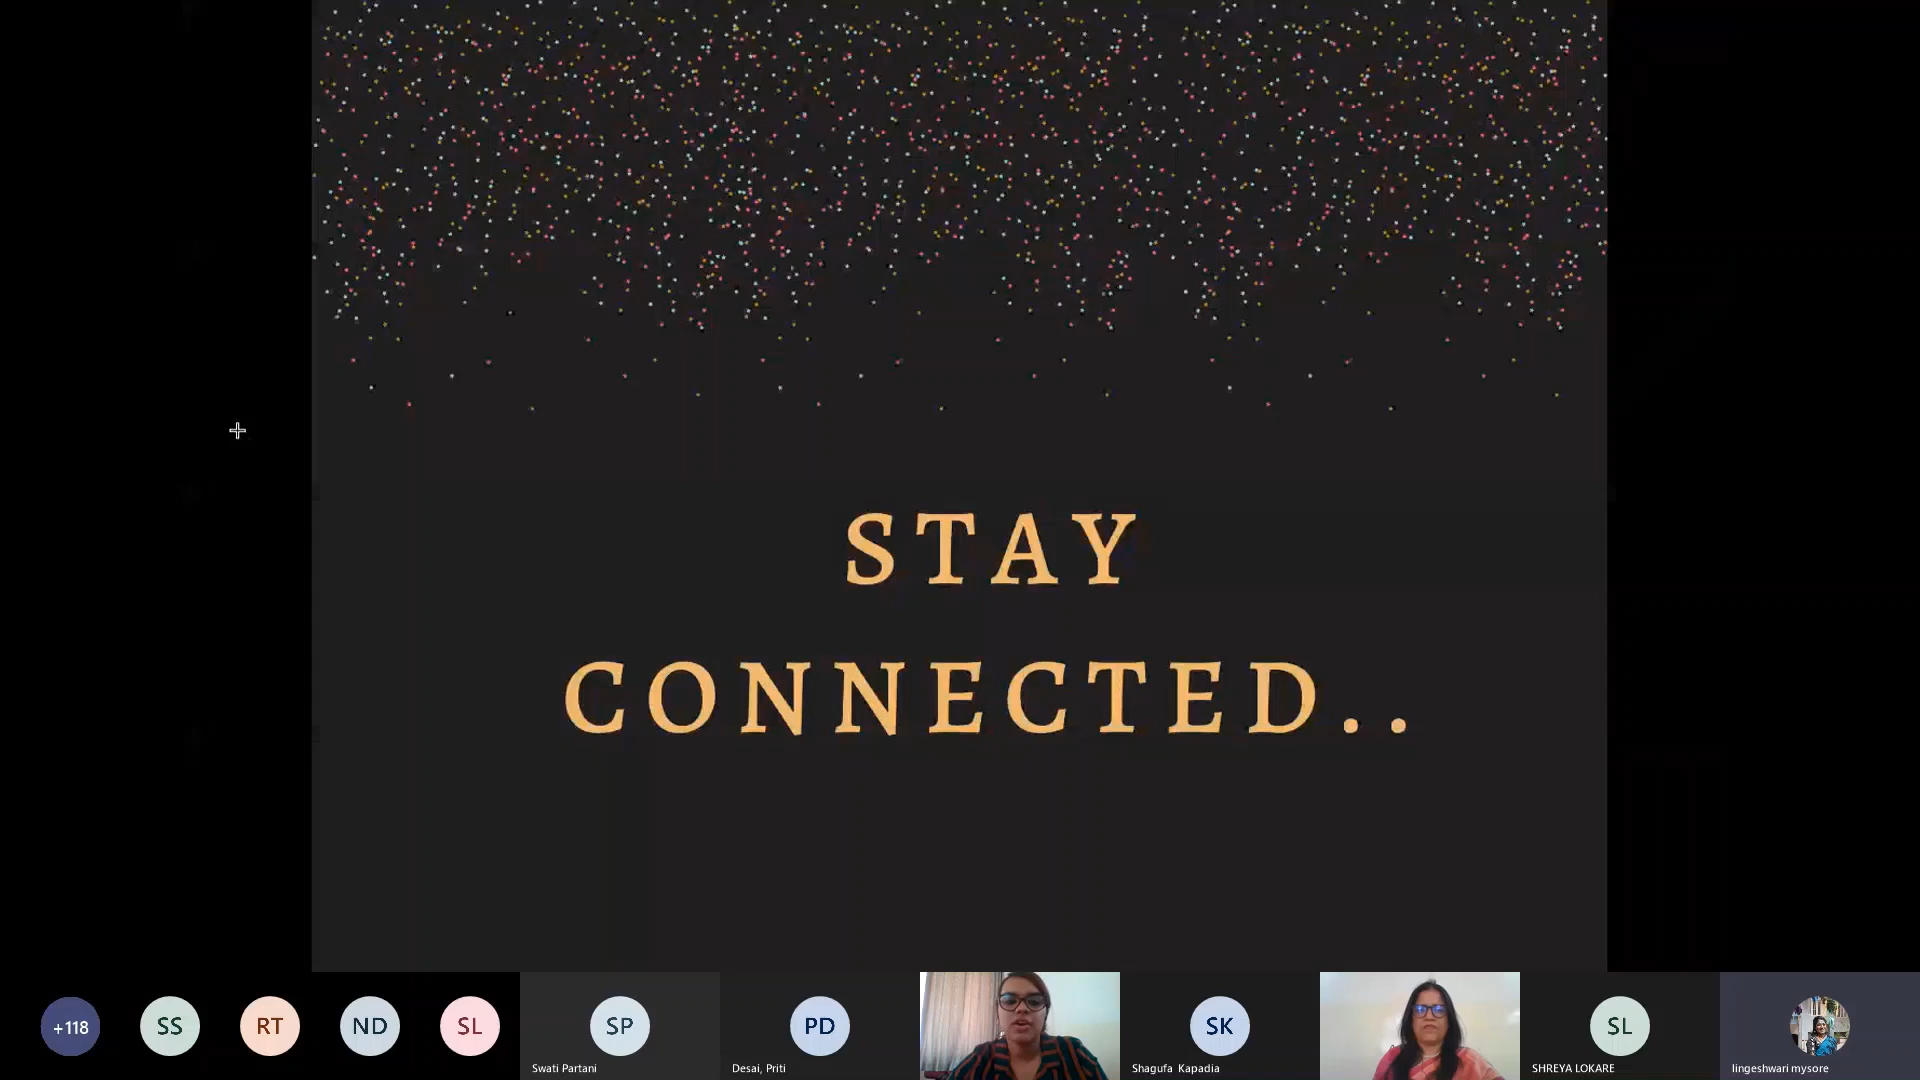 STAY
CONNECTED..
+118
SS
RT
ND
SL
SP
PD
SK
SL
Swati Partani
Desai, Priti
Shagufa Kapadia
SHREYA LOKARE
lingeshwari mysore